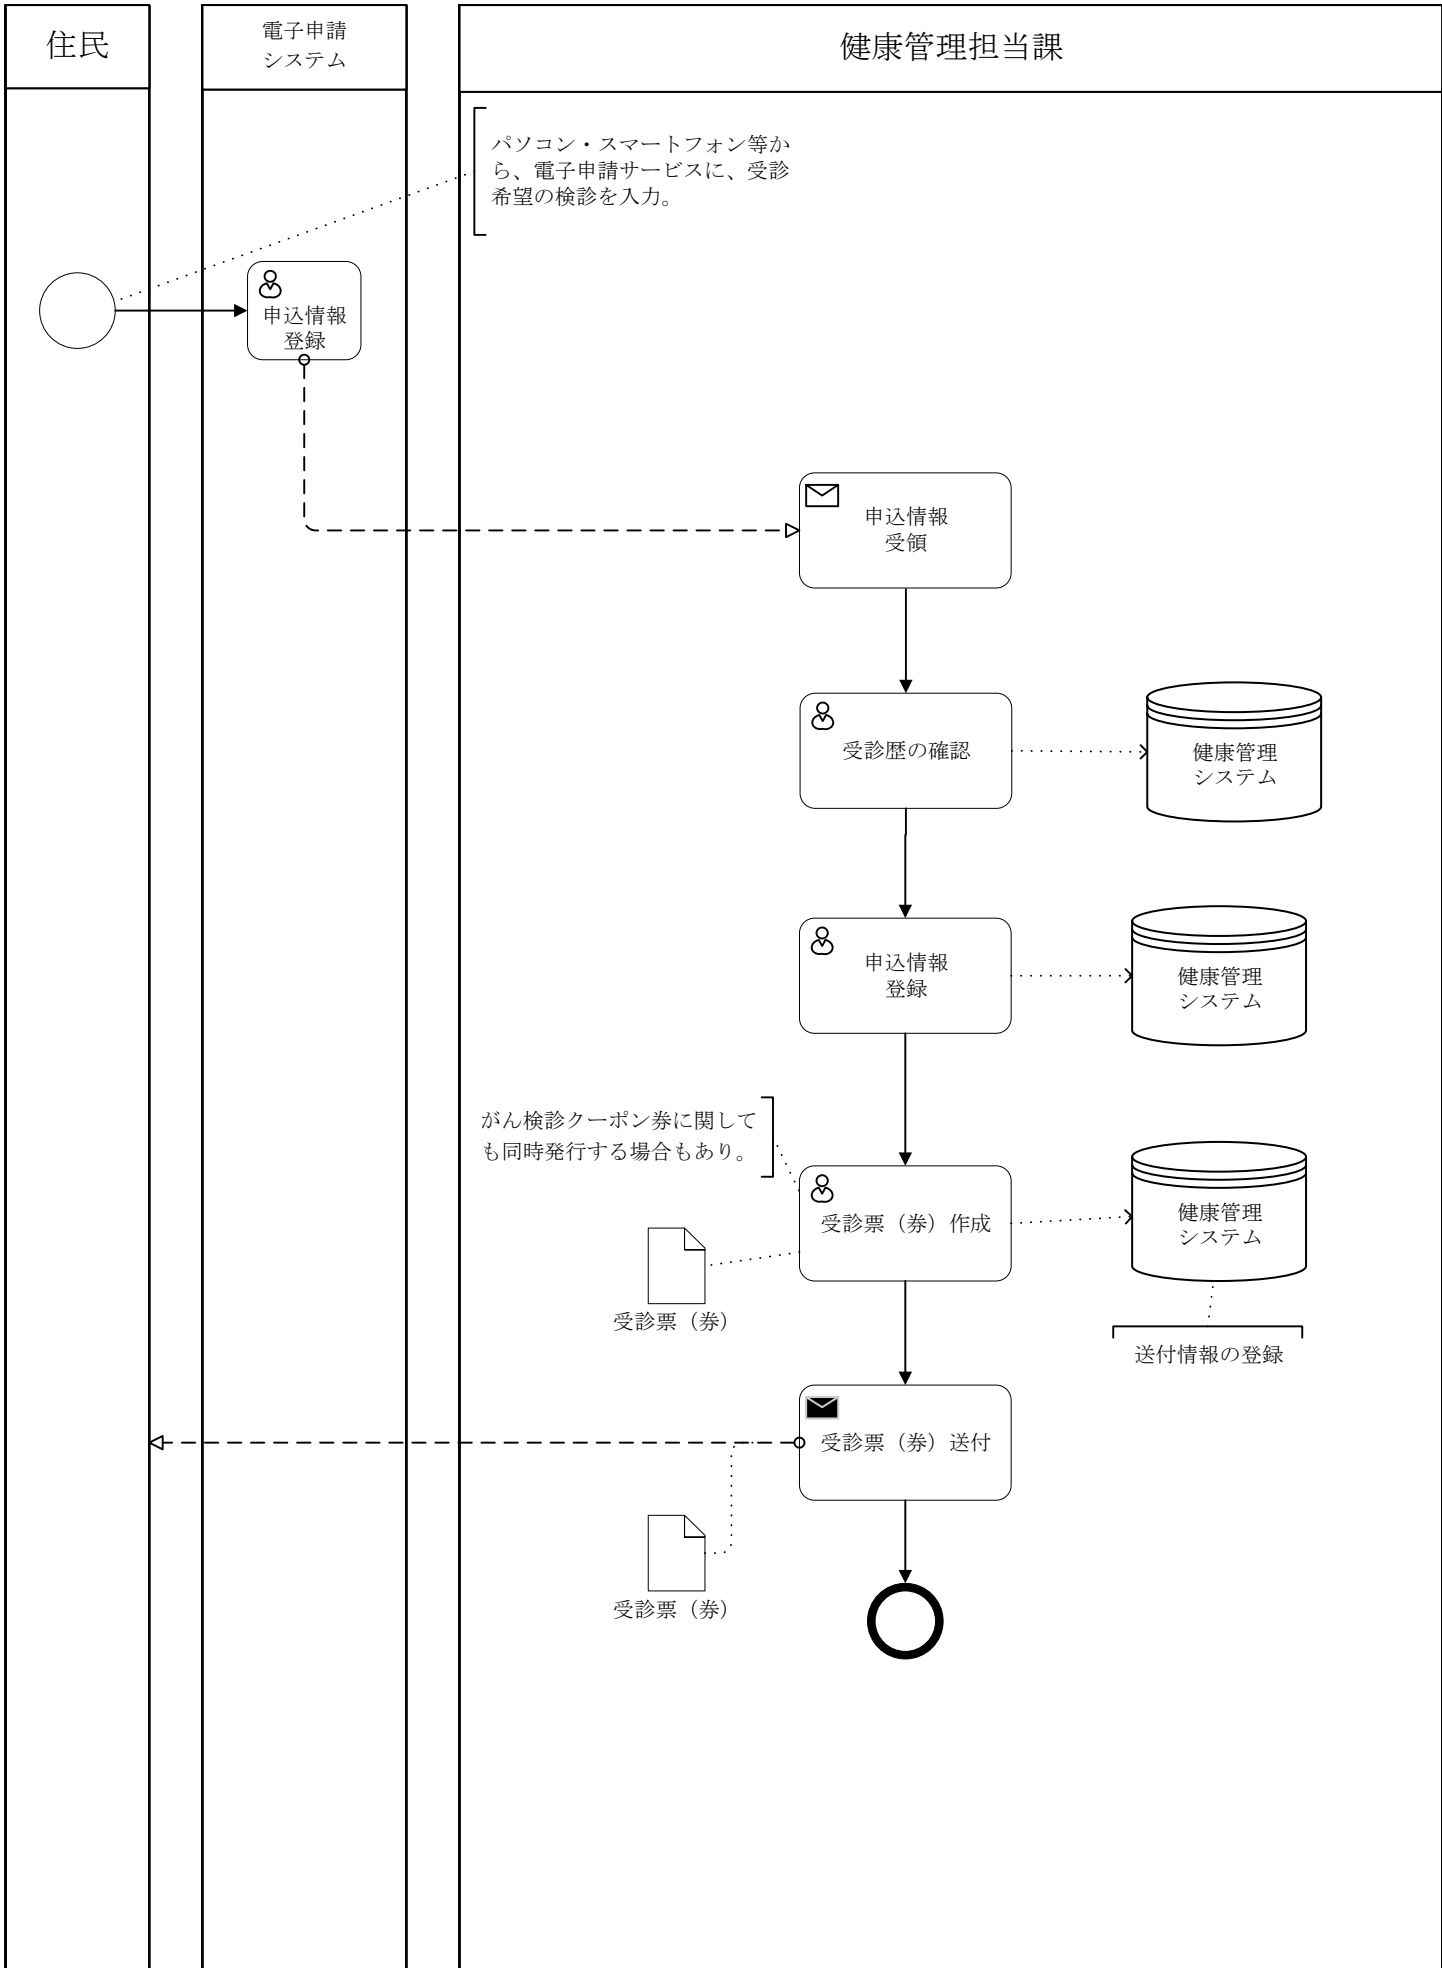 住民
電子申請
システム
健康管理担当課
パソコン・スマートフォン等か
ら、電子申請サービスに、受診
希望の検診を入力。
申込情報
登録
申込情報
受領
受診歴の確認
健康管理
システム
申込情報
登録
健康管理
システム
がん検診クーポン券に関して
も同時発行する場合もあり。
受診票（券）作成
健康管理
システム
受診票（券）
送付情報の登録
受診票（券）送付
受診票（券）